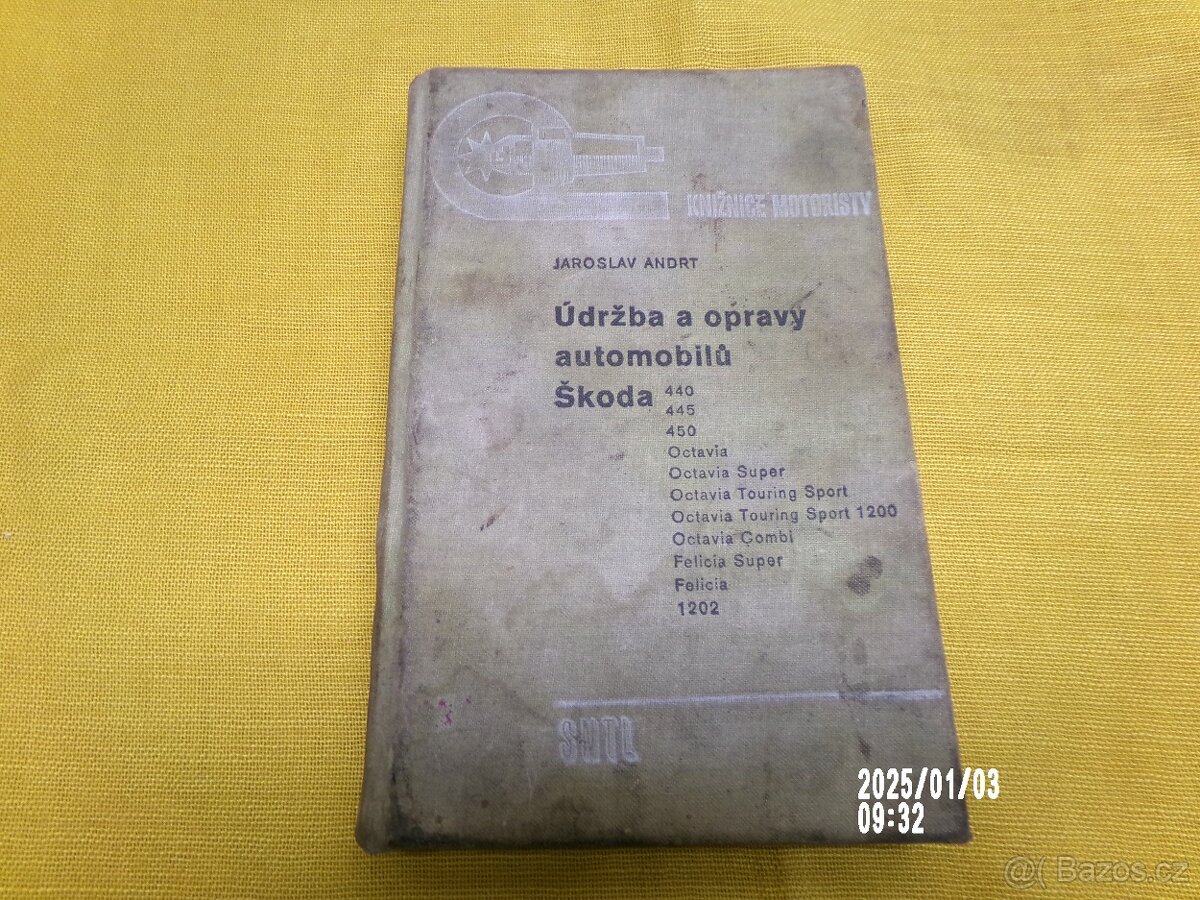 KNIŽNICE MOTORISTY
JAROSLAV ANDRT
Údržba a opravy
automobilů
Škoda 440
445
450
Octavia
Octavia Super
Octavia Touring Sport
Octavia Touring Sport 1200
Octavia Combi
Felicia Super
Felicia
1202
SNTL
2025/01/03
09:32
@( Bazos.cz